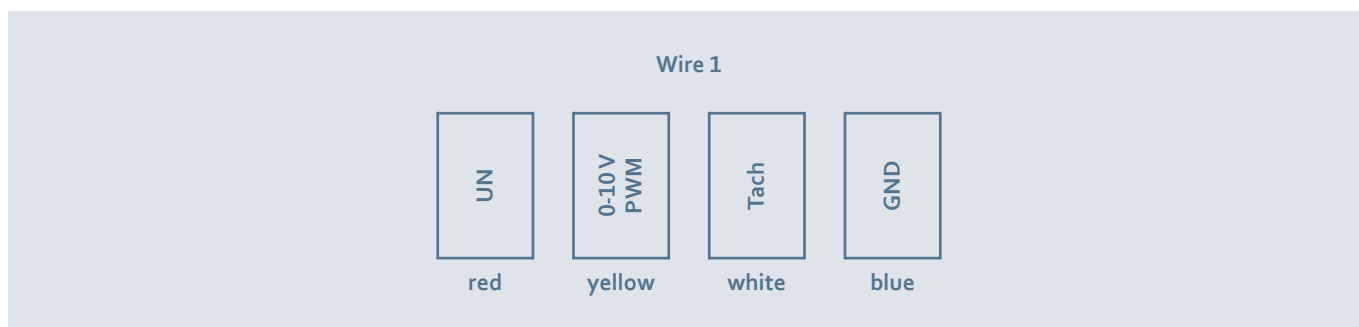 Wire 1
UN
0-10 V
PWM
Tach
GND
red
yellow
white
blue